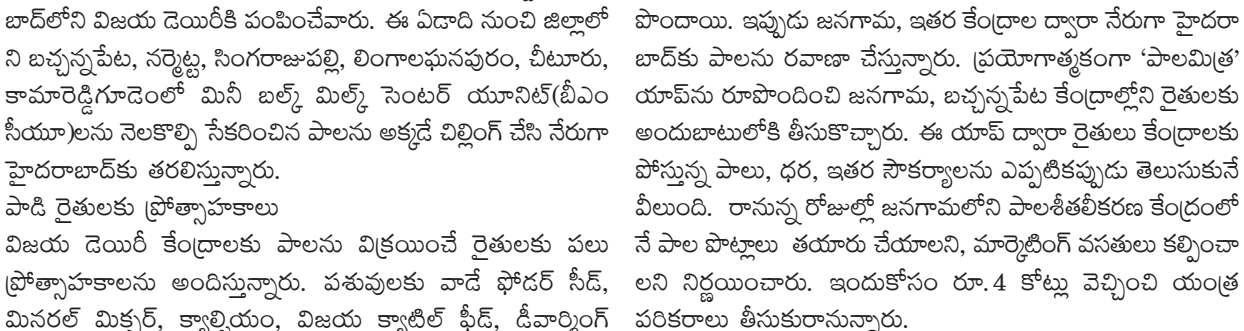 బాద్‌లోని విజయ డెయిరీకి పంపించేవారు. ఈ ఏడాది నుంచి జిల్లాలో
ని బచ్చన్నపేట, నర్మెట్ట, సింగరాజుపల్లి, లింగాలఘనపురం, చీటూరు,
కామారెడ్డిగూడెంలో మినీ బల్క్ మిల్క్ సెంటర్ యూనిట్(బీఎం
సీయూ)లను నెలకొల్పి సేకరించిన పాలను అక్కడే చిల్లింగ్ చేసి నేరుగా
హైదరాబాద్‌కు తరలిస్తున్నారు.
పాడి రైతులకు ప్రోత్సాహకాలు
విజయ డెయిరీ కేంద్రాలకు పాలను విక్రయించే రైతులకు పలు
ప్రోత్సాహకాలను అందిస్తున్నారు. పశువులకు వాడే ఫోడర్ సీడ్,
మినరల్ మిక్చర్, క్యాల్షియం, విజయ క్యాటిల్ ఫీడ్, డీవార్మింగ్
పొందాయి. ఇప్పుడు జనగామ, ఇతర కేంద్రాల ద్వారా నేరుగా హైదరా
బాద్‌కు పాలను రవాణా చేస్తున్నారు. ప్రయోగాత్మకంగా ‘పాలమిత్ర’
యాప్‌ను రూపొందించి జనగామ, బచ్చన్నపేట కేంద్రాల్లోని రైతులకు
అందుబాటులోకి తీసుకొచ్చారు. ఈ యాప్ ద్వారా రైతులు కేంద్రాలకు
పోస్తున్న పాలు, ధర, ఇతర సౌకర్యాలను ఎప్పటికప్పుడు తెలుసుకునే
వీలుంది. రానున్న రోజుల్లో జనగామలోని పాలశీతలీకరణ కేంద్రంలో
నే పాల పొట్లాలు తయారు చేయాలని, మార్కెటింగ్ వసతులు కల్పించా
లని నిర్ణయించారు. ఇందుకోసం రూ.4 కోట్లు వెచ్చించి యంత్ర
పరికరాలు తీసుకురానున్నారు.